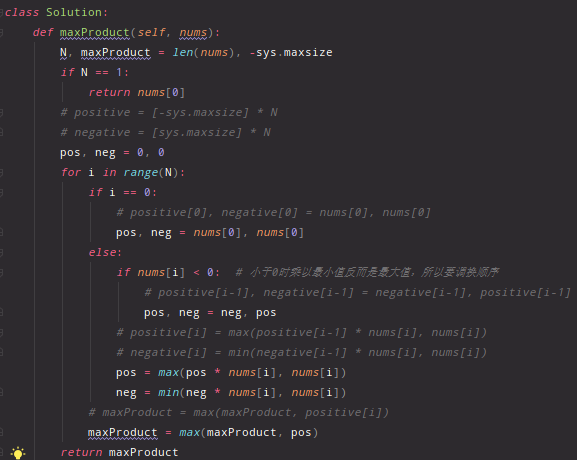 class Solution:
    def maxProduct(self, nums):
        N, maxProduct = len(nums), -sys.maxsize
        if N == 1:
            return nums[0]
        # positive = [-sys.maxsize] * N
        # negative = [sys.maxsize] * N
        pos, neg = 0, 0
        for i in range(N):
            if i == 0:
                # positive[0], negative[0] = nums[0], nums[0]
                pos, neg = nums[0], nums[0]
            else:
                if nums[i] < 0:  # 小于0时乘以最小值反而是最大值，所以要调换顺序
                    # positive[i-1], negative[i-1] = negative[i-1], positive[i-1]
                    pos, neg = neg, pos
                # positive[i] = max(positive[i-1] * nums[i], nums[i])
                # negative[i] = min(negative[i-1] * nums[i], nums[i])
                pos = max(pos * nums[i], nums[i])
                neg = min(neg * nums[i], nums[i])
            # maxProduct = max(maxProduct, positive[i])
            maxProduct = max(maxProduct, pos)
        return maxProduct